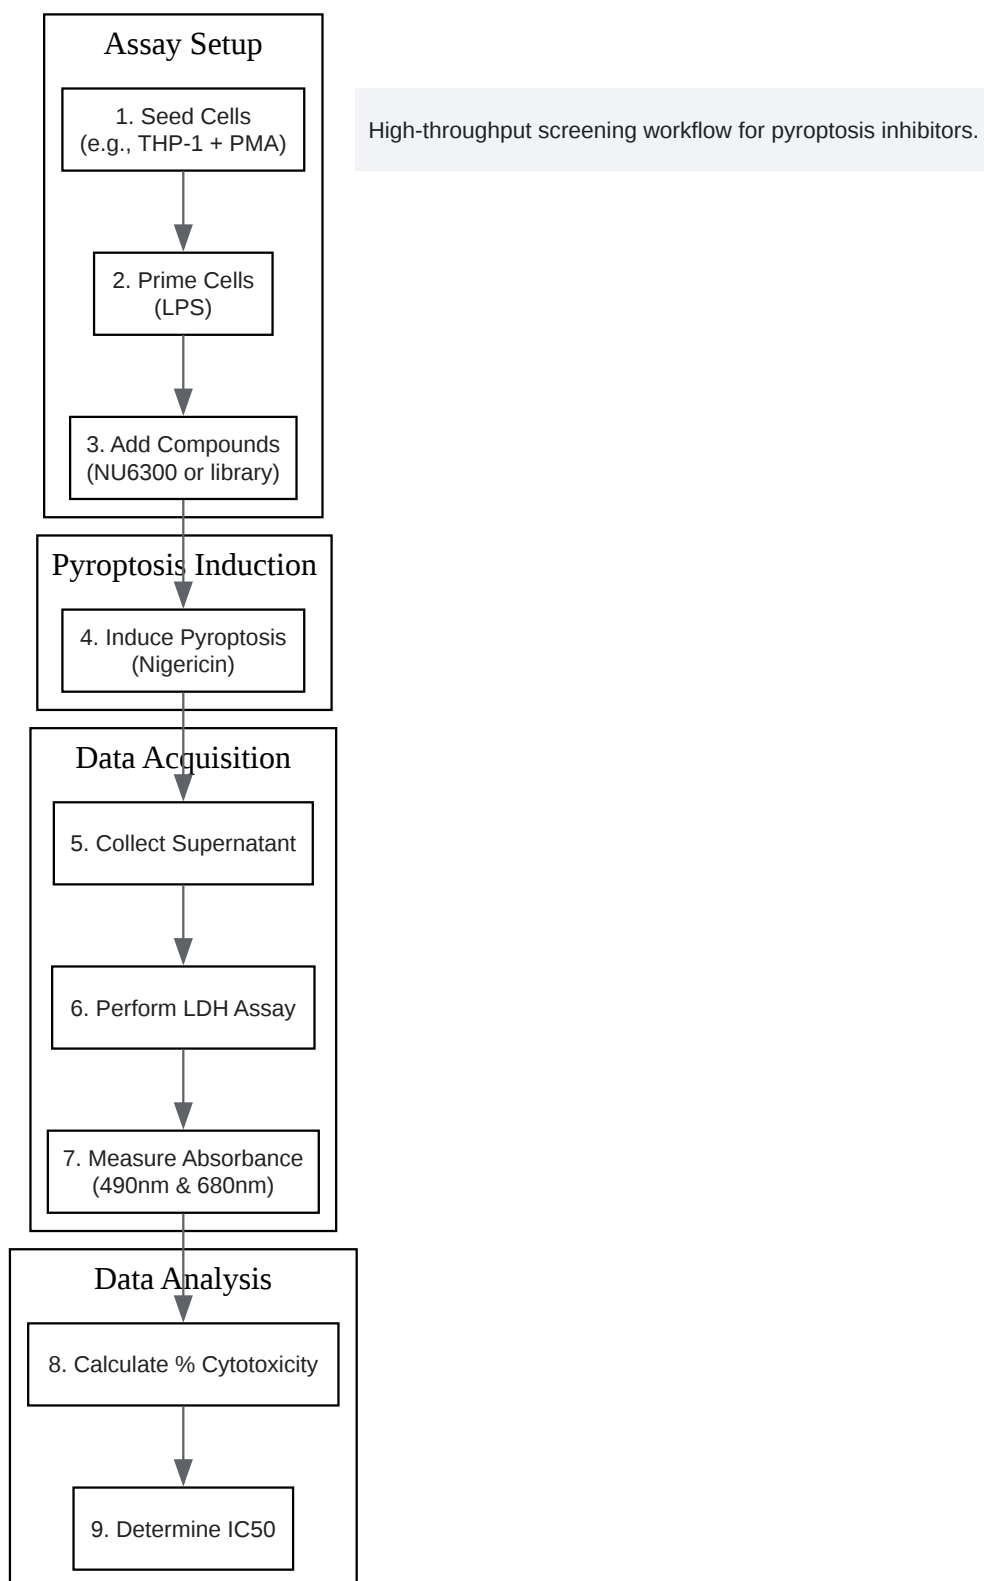 Assay Setup
1. Seed Cells
(e.g., THP-1 + PMA)
High-throughput screening workflow for pyroptosis inhibitors.
2. Prime Cells
(LPS)
3. Add Compounds
(NU6300 or library)
Pyroptosis Induction
4. Induce Pyroptosis
(Nigericin)
Data Acquisition
5. Collect Supernatant
6. Perform LDH Assay
7. Measure Absorbance
(490nm & 680nm)
Data Analysis
8. Calculate % Cytotoxicity
9. Determine IC50